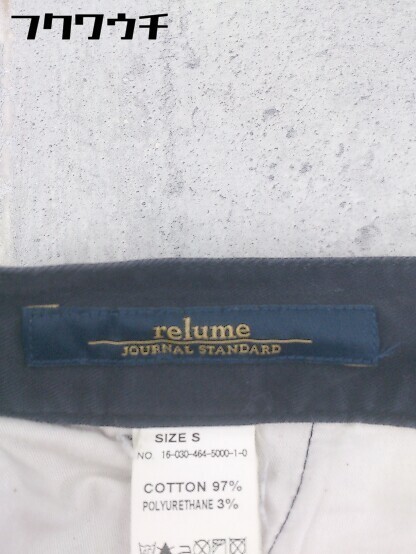 フクワウチ
relume
JOURNAL STANDARD
SIZE S
NO. 16-030-464-5000-1-0
COTTON 97%
POLYURETHANE 3%